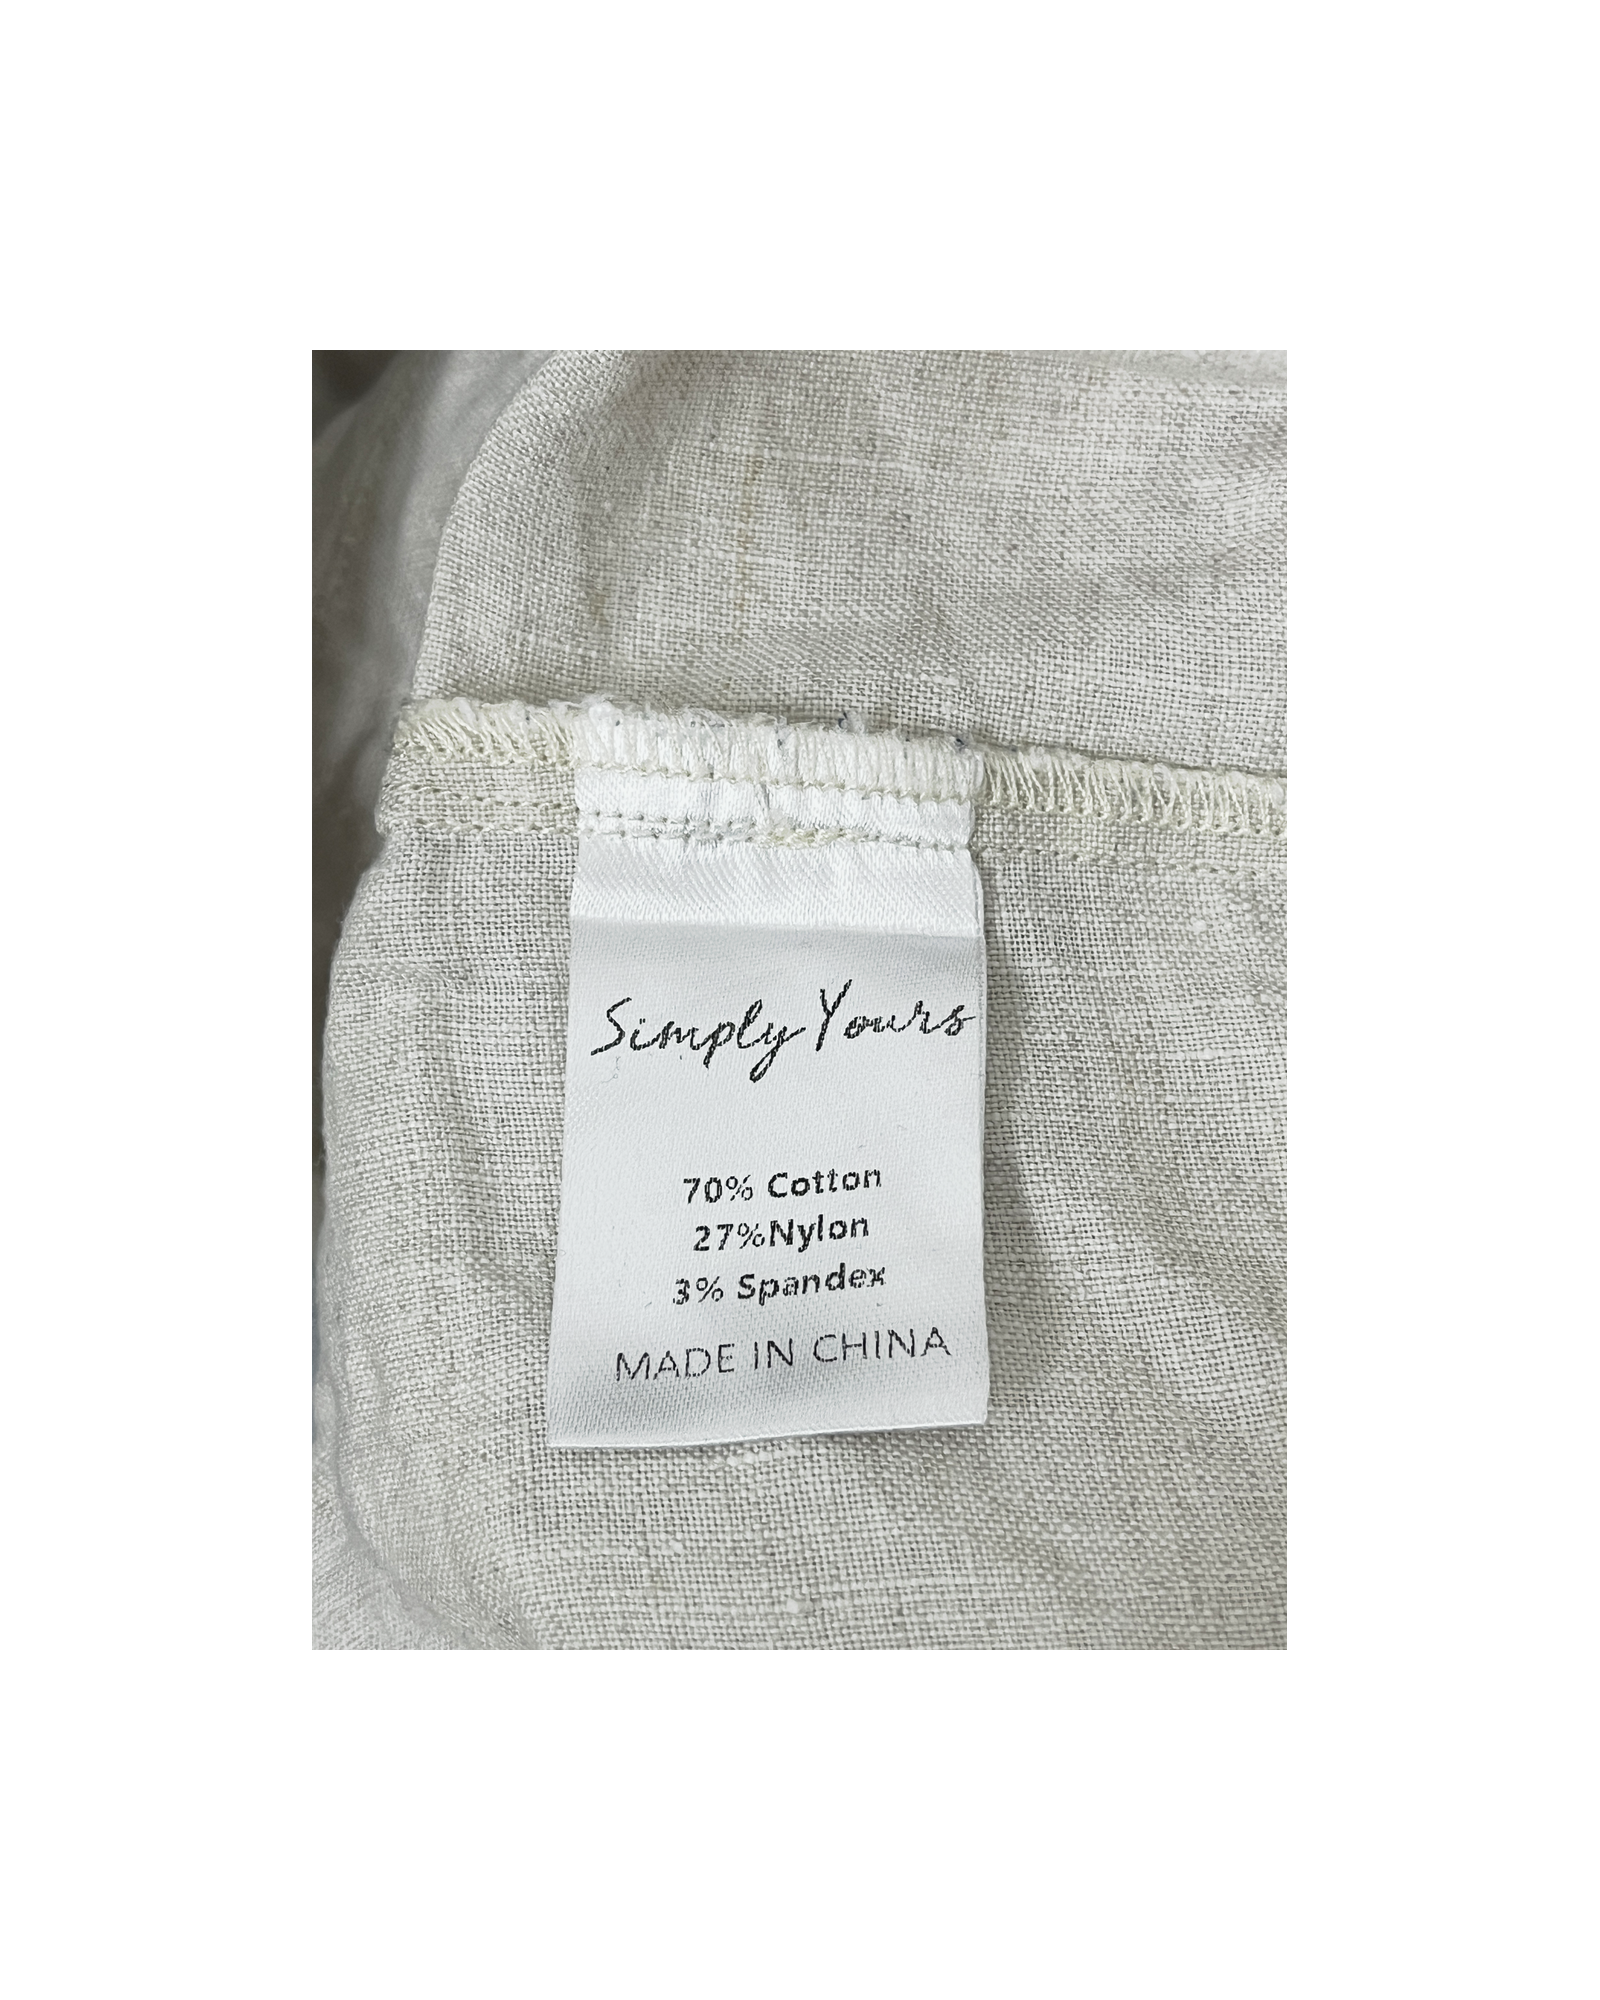 Simply Yours
70% Cotton
27%Nylon
3% Spandex
MADE IN CHINA